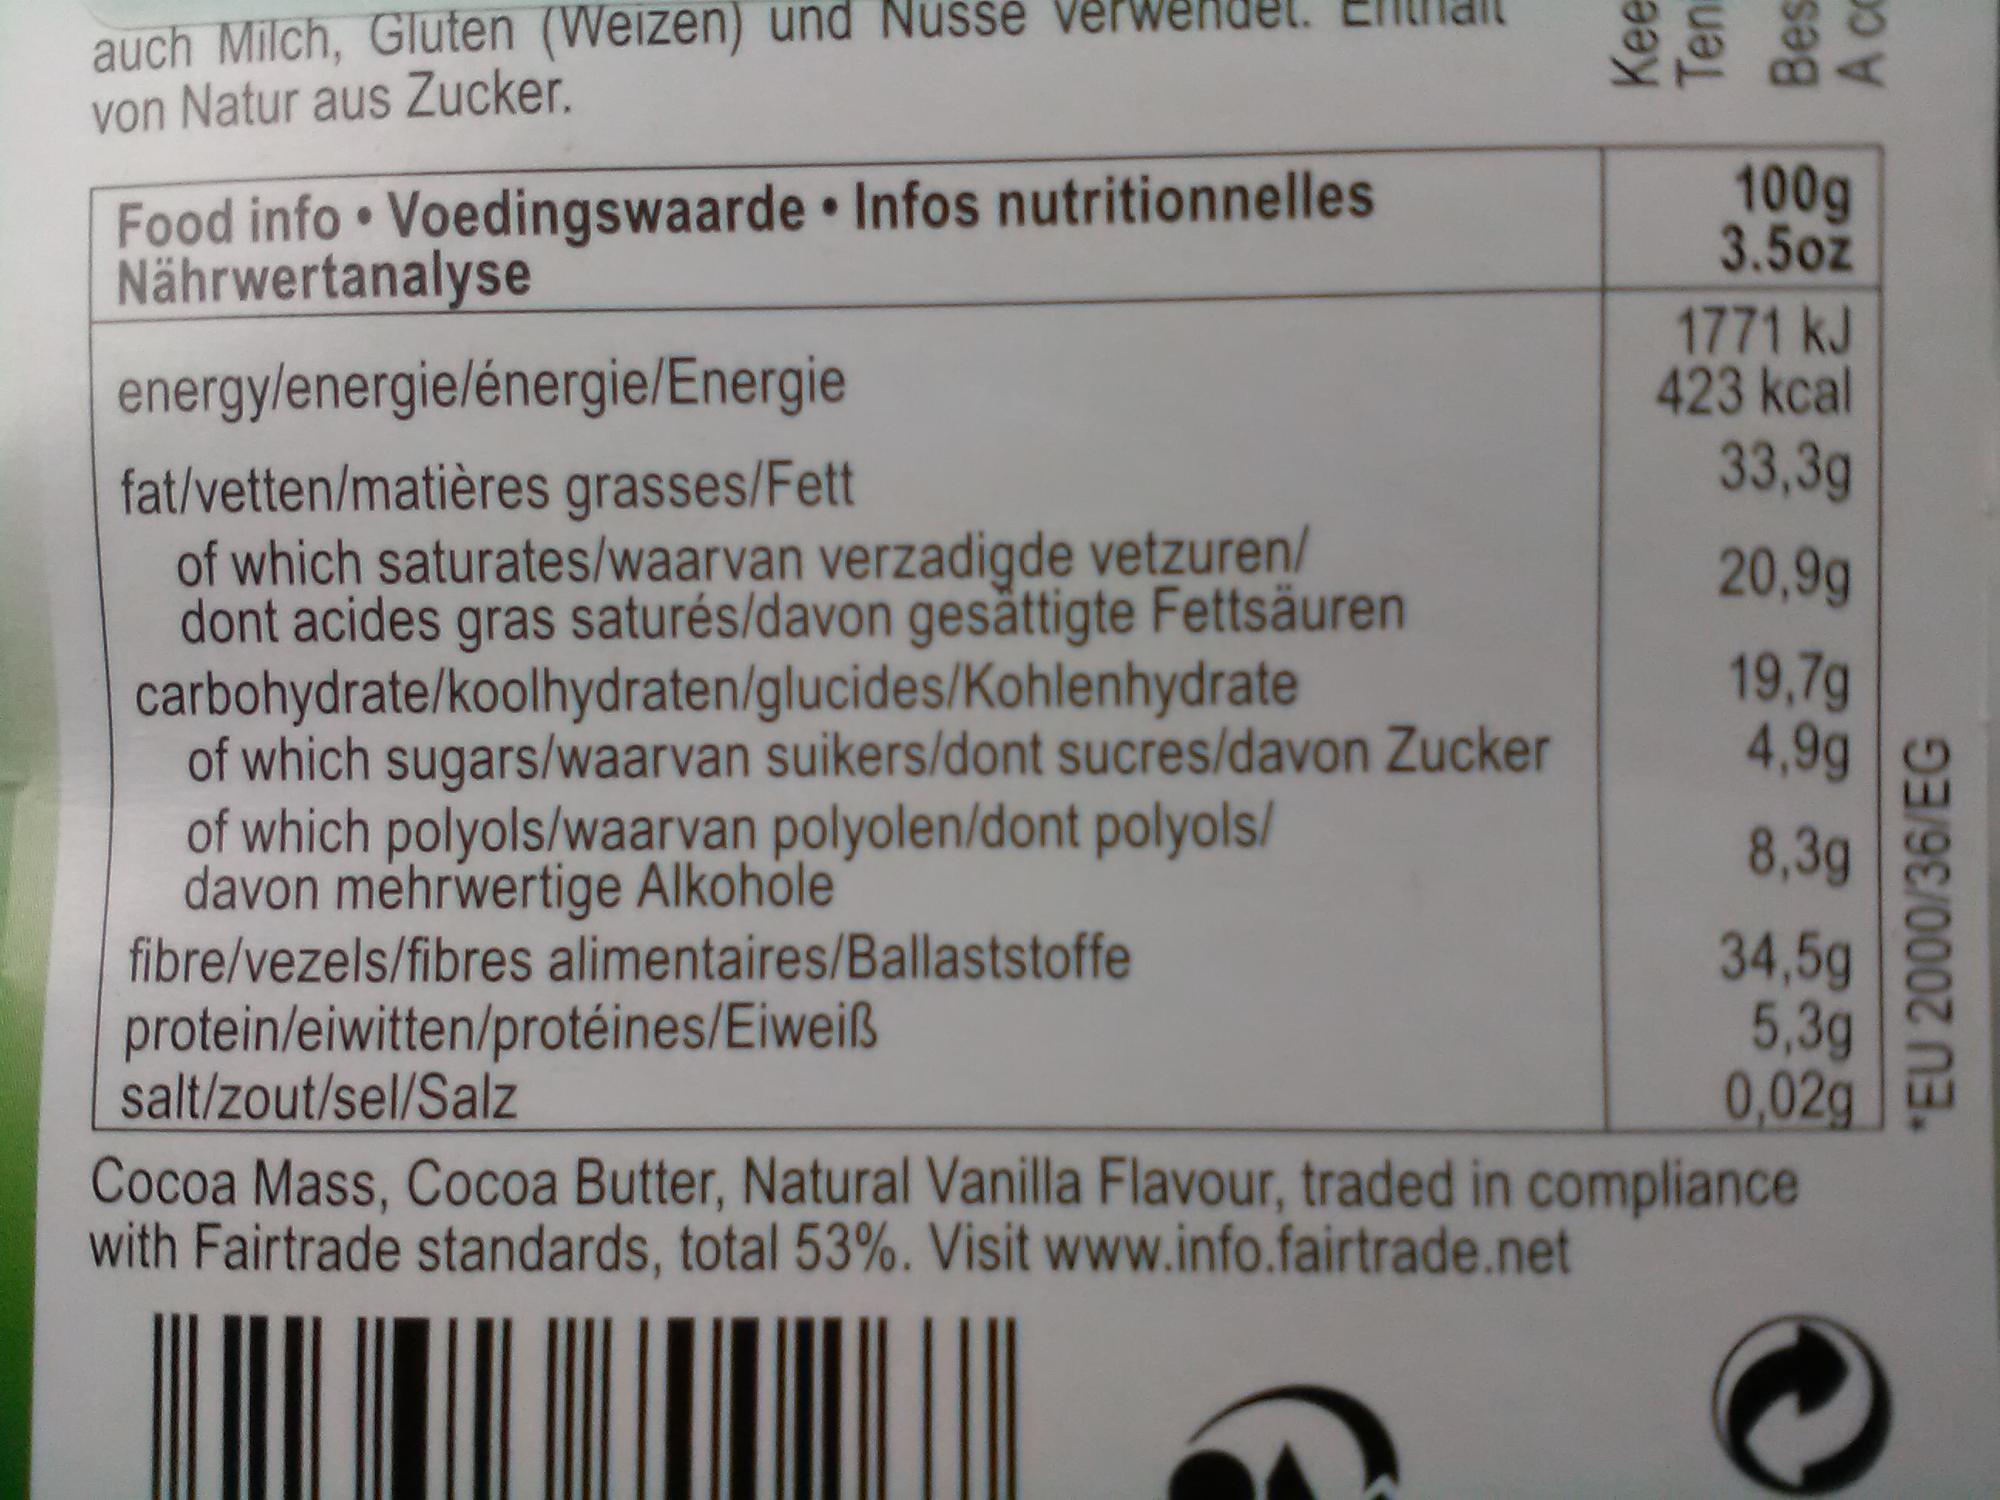 auch Milch, Gluten (Weizen) und Nüsse verwendet. Enthält
von Natur aus Zucker.
Kee
Ten
Bes
A co
Food info • Voedingswaarde • Infos nutritionnelles
Nährwertanalyse
100g
3.5oz
energy/energie/énergie/Energie
1771 kJ
423 kcal
fat/vetten/matières grasses/Fett
33,3g
of which saturates/waarvan verzadigde vetzuren/
dont acides gras saturés/davon gesättigte Fettsäuren
20,9g
carbohydrate/koolhydraten/glucides/Kohlenhydrate
19,7g
of which sugars/waarvan suikers/dont sucres/davon Zucker
4,9g
of which polyols/waarvan polyolen/dont polyols/
davon mehrwertige Alkohole
8,3g
fibre/vezels/fibres alimentaires/Ballaststoffe
34,5g
protein/eiwitten/protéines/Eiweiß
5,3g
salt/zout/sel/Salz
0,02g
*EU 2000/36/EG
Cocoa Mass, Cocoa Butter, Natural Vanilla Flavour, traded in compliance
with Fairtrade standards, total 53%. Visit www.info.fairtrade.net